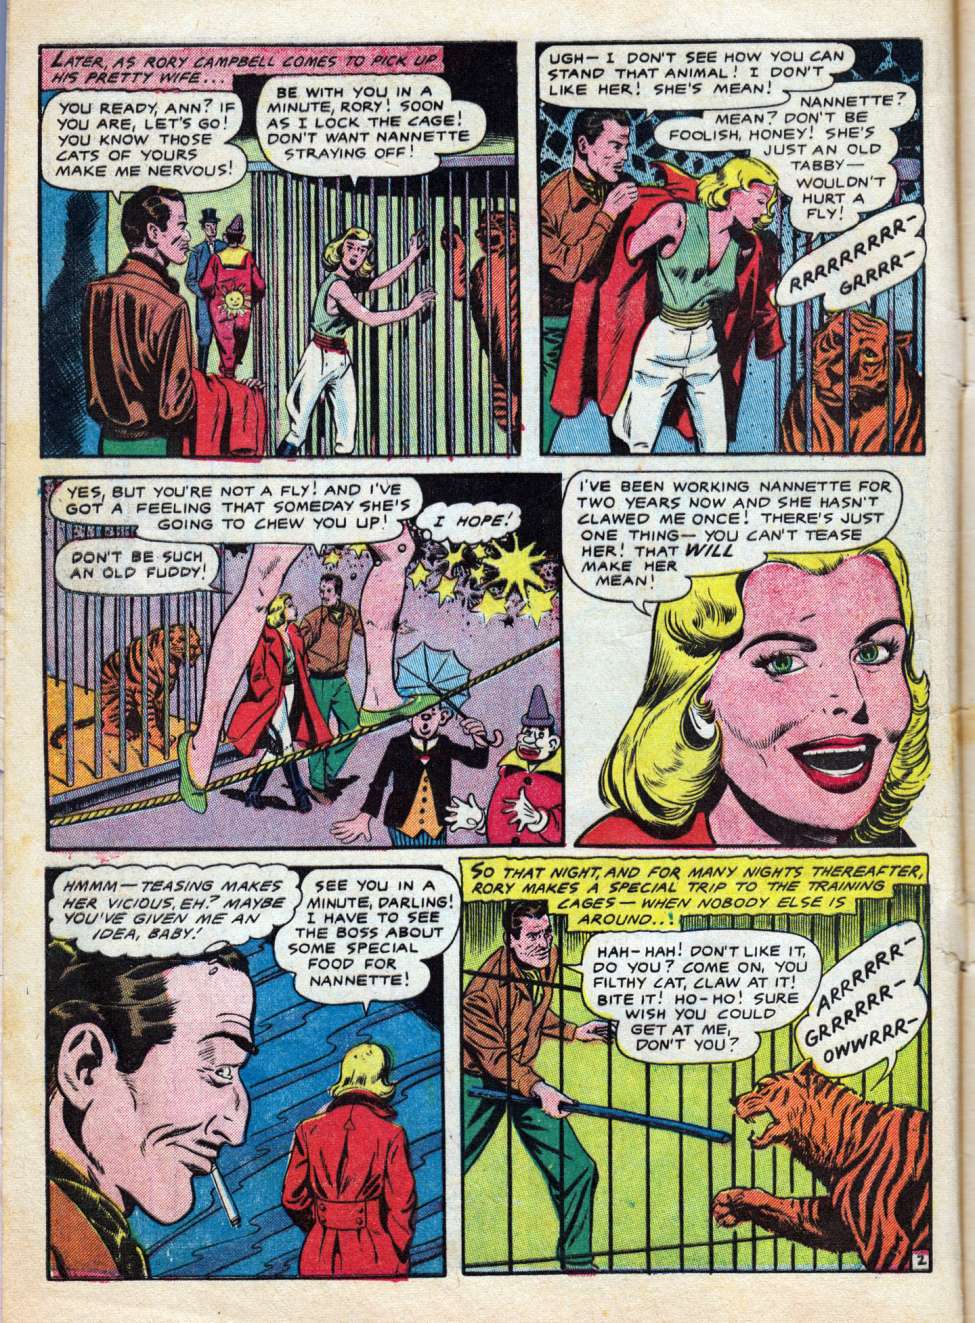 LATER, AS RORY CAMPBELL COMES TO PICK UP
HIS PRETTY WIFE...
YOU READY, ANN? IF
YOU ARE, LET'S GO!
YOU KNOW THOSE
CATS OF YOURS
MAKE ME NERVOUS!
BE WITH YOU IN A
MINUTE, RORY! SOON
AS I LOCK THE CAGE!
DON'T WANT NANNETTE
STRAYING OFF!
UGH- I DON'T SEE HOW YOU CAN
STAND THAT ANIMAL! I DON'T
LIKE HER! SHE'S MEAN!
NANNETTE?
MEAN? DON'T BE
FOOLISH, HONEY! SHE'S
JUST AN OLD
TABBY-
WOULDN'T
HURT A
FLY!
RRRRRRRRR-
GRRRR-
YES, BUT YOU'RE NOT A FLY! AND I'VE
GOT A FEELING THAT SOMEDAY SHE'S
GOING TO CHEW YOU UP!
I HOPE!
DON'T BE SUCH
AN OLD FUDDY!
I'VE BEEN WORKING NANNETTE FOR
TWO YEARS NOW AND SHE HASN'T
CLAWED ME ONCE! THERE'S JUST
ONE THING- YOU CAN'T TEASE
HER! THAT WILL
MAKE HER
MEAN!
HMMM- TEASING MAKES
HER VICIOUS, EH? MAYBE
YOU'VE GIVEN ME AN
IDEA, BABY!
SEE YOU IN A
MINUTE, DARLING!
I HAVE TO SEE
THE BOSS ABOUT
SOME SPECIAL
FOOD FOR
NANNETTE!
SO THAT NIGHT, AND FOR MANY NIGHTS THEREAFTER,
RORY MAKES A SPECIAL TRIP TO THE TRAINING
CAGES- WHEN NOBODY ELSE IS
AROUND..!
HAH-HAH! DON'T LIKE IT,
DO YOU? COME ON, YOU
FILTHY CAT, CLAW AT IT!
BITE IT! HO-HO! SURE
WISH YOU COULD
GET AT ME,
DON'T YOU?
ARRRRRR-
GRRRRRR-
OWWRRR-
2